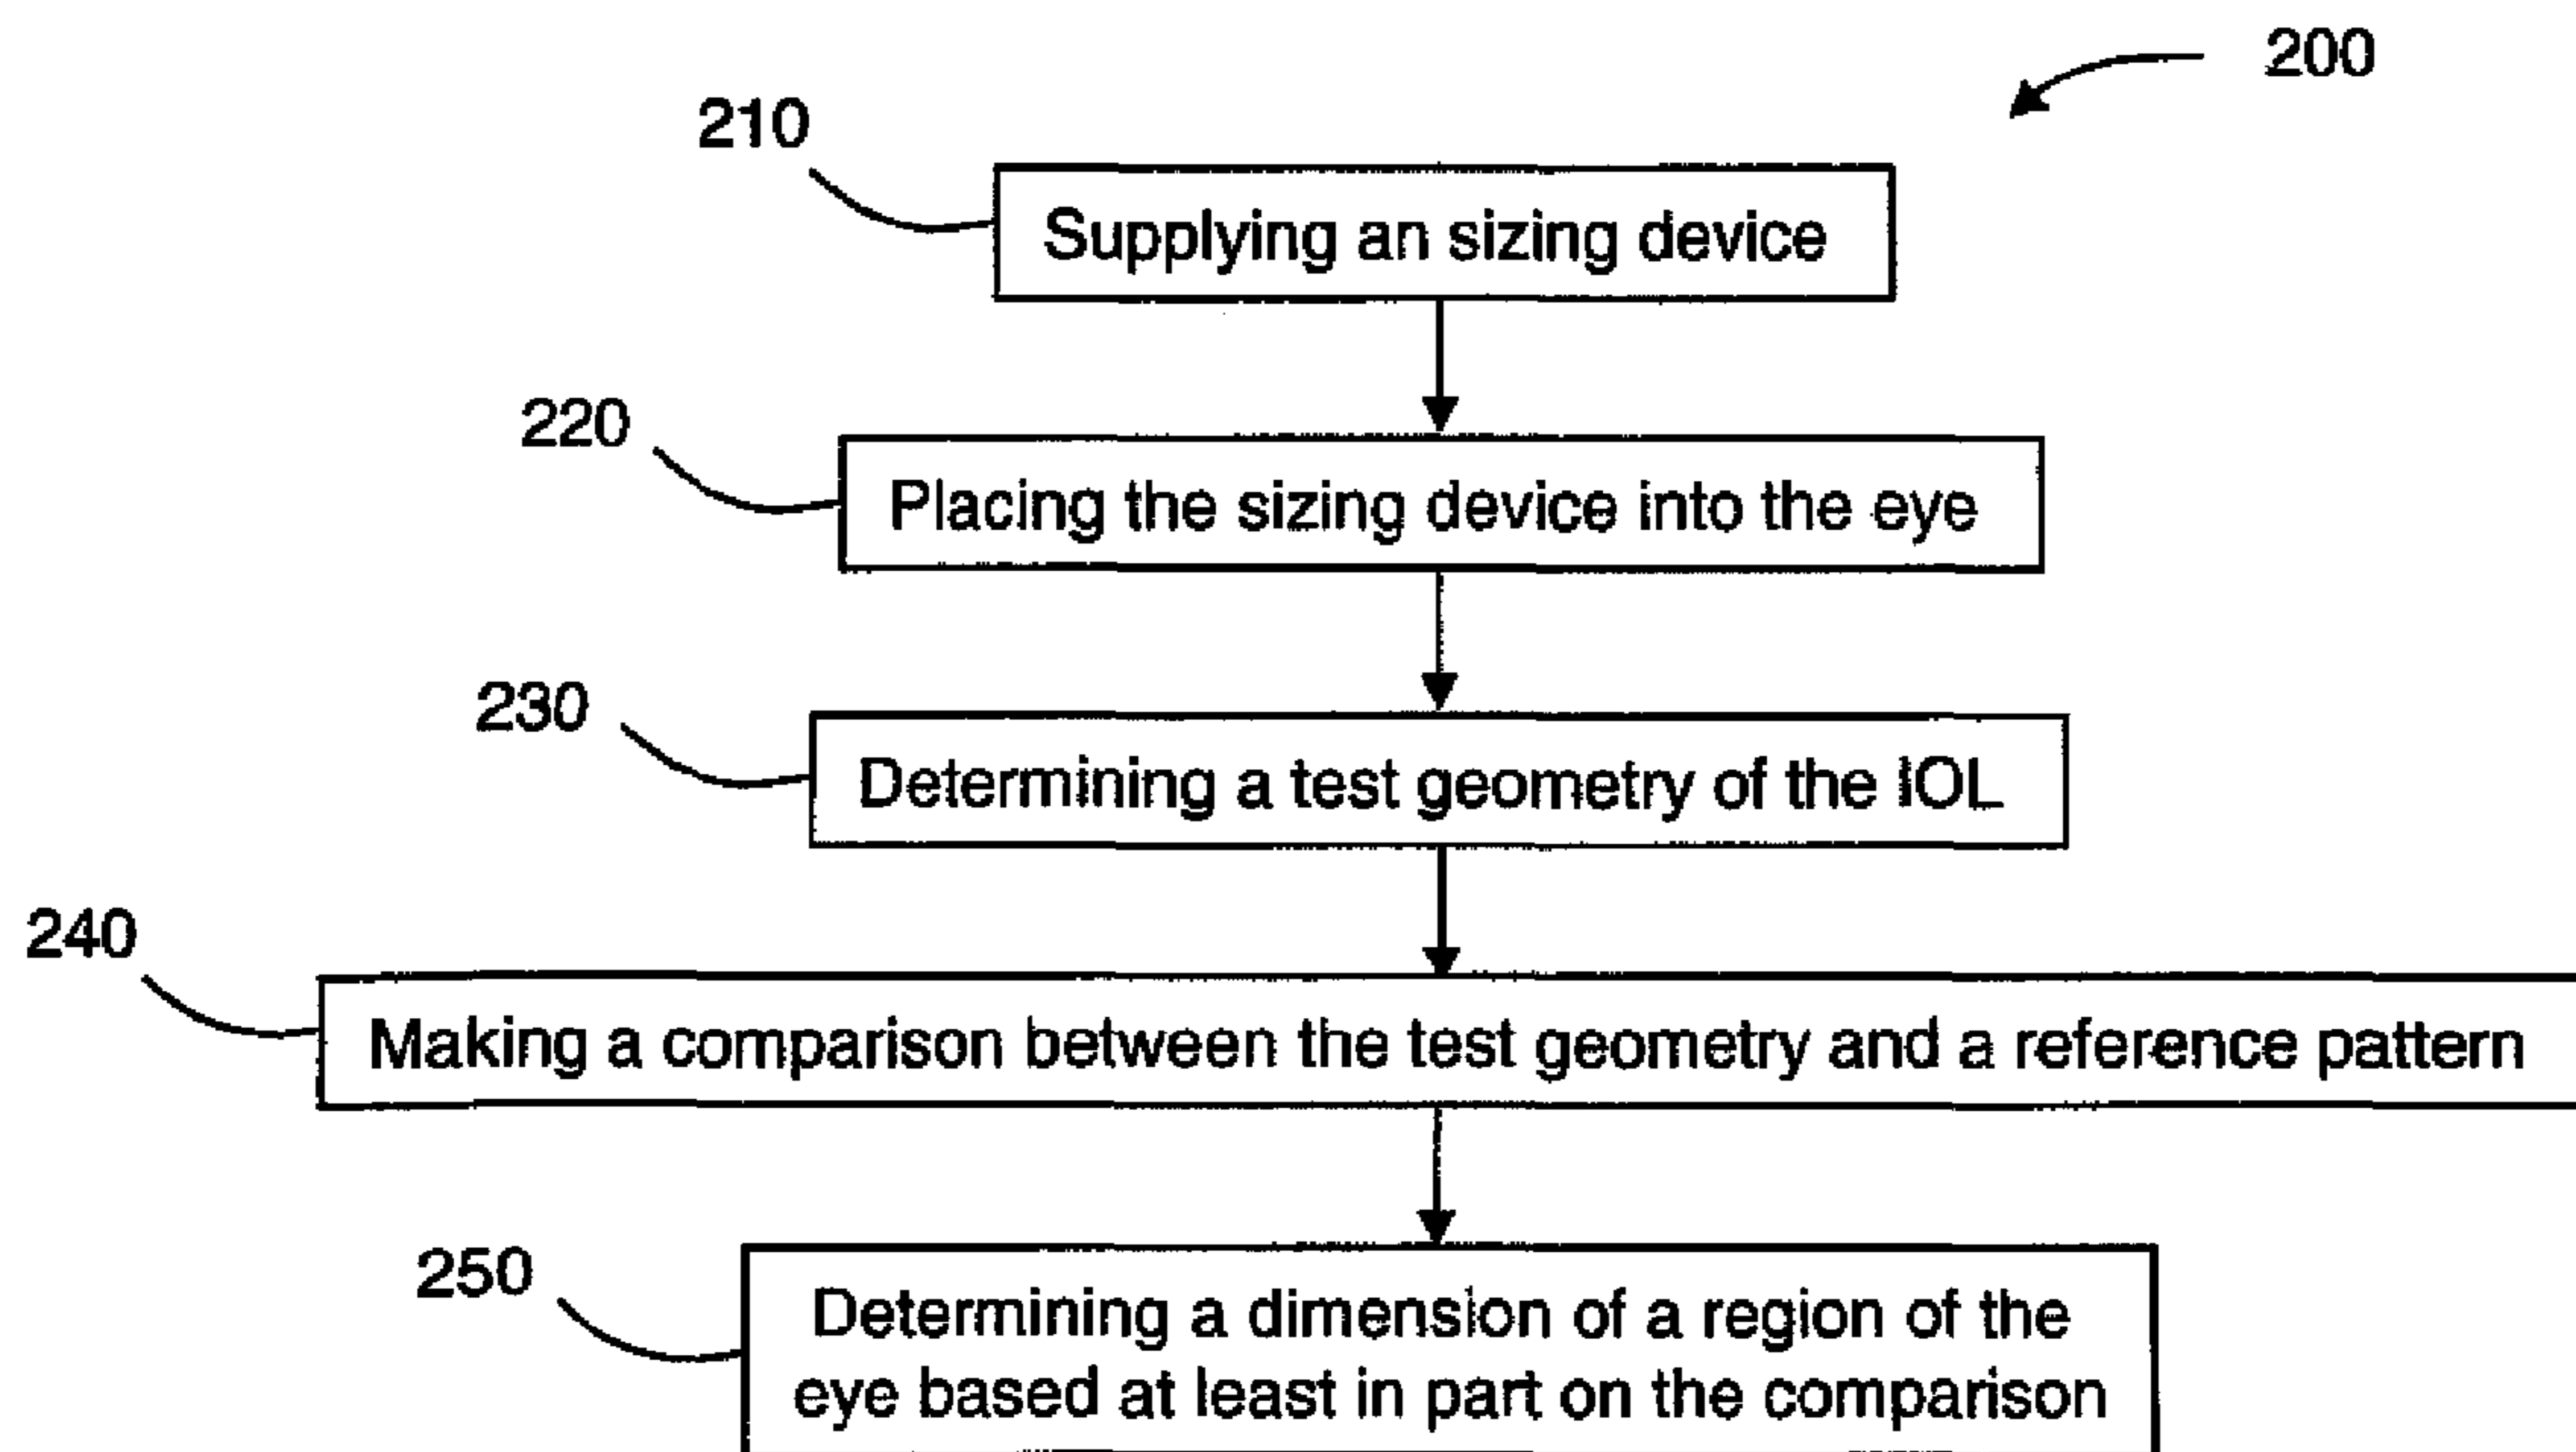 200
210
Supplying an sizing device
220
Placing the sizing device into the eye
230
Determining a test geometry of the IOL
240
Making a comparison between the test geometry and a reference pattern
250
Determining a dimension of a region of the
eye based at least in part on the comparison